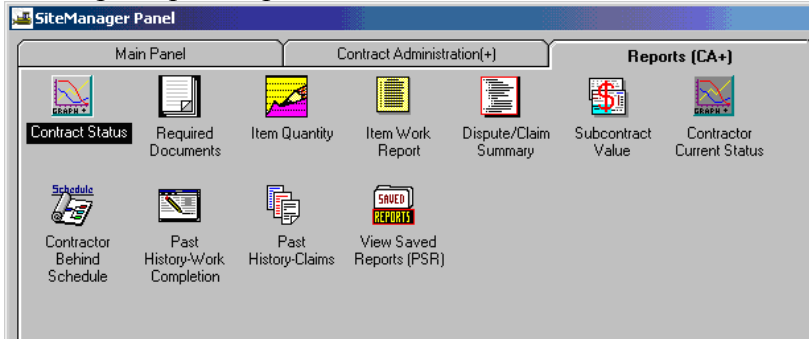 SiteManager Panel
Main Panel
Contract Administration(+)
Reports (CA+)
GRAPH +
GRAPH +
Contract Status
Required
Documents
Item Quantity
Item Work
Report
Dispute/Claim
Summary
Subcontract
Value
Contractor
Current Status
Schedule
SAVED
REPORTS
Contractor
Behind
Schedule
Past
History-Work
Completion
Past
History-Claims
View Saved
Reports (PSR)